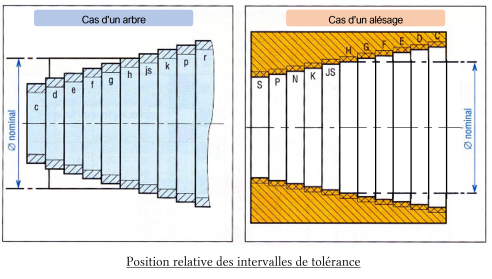 Cas d'un arbre
Cas d'un alésage
c d e f g h js k p r
Ø nominal
S P N K JS H G F E D C
Ø nominal
Position relative des intervalles de tolérance